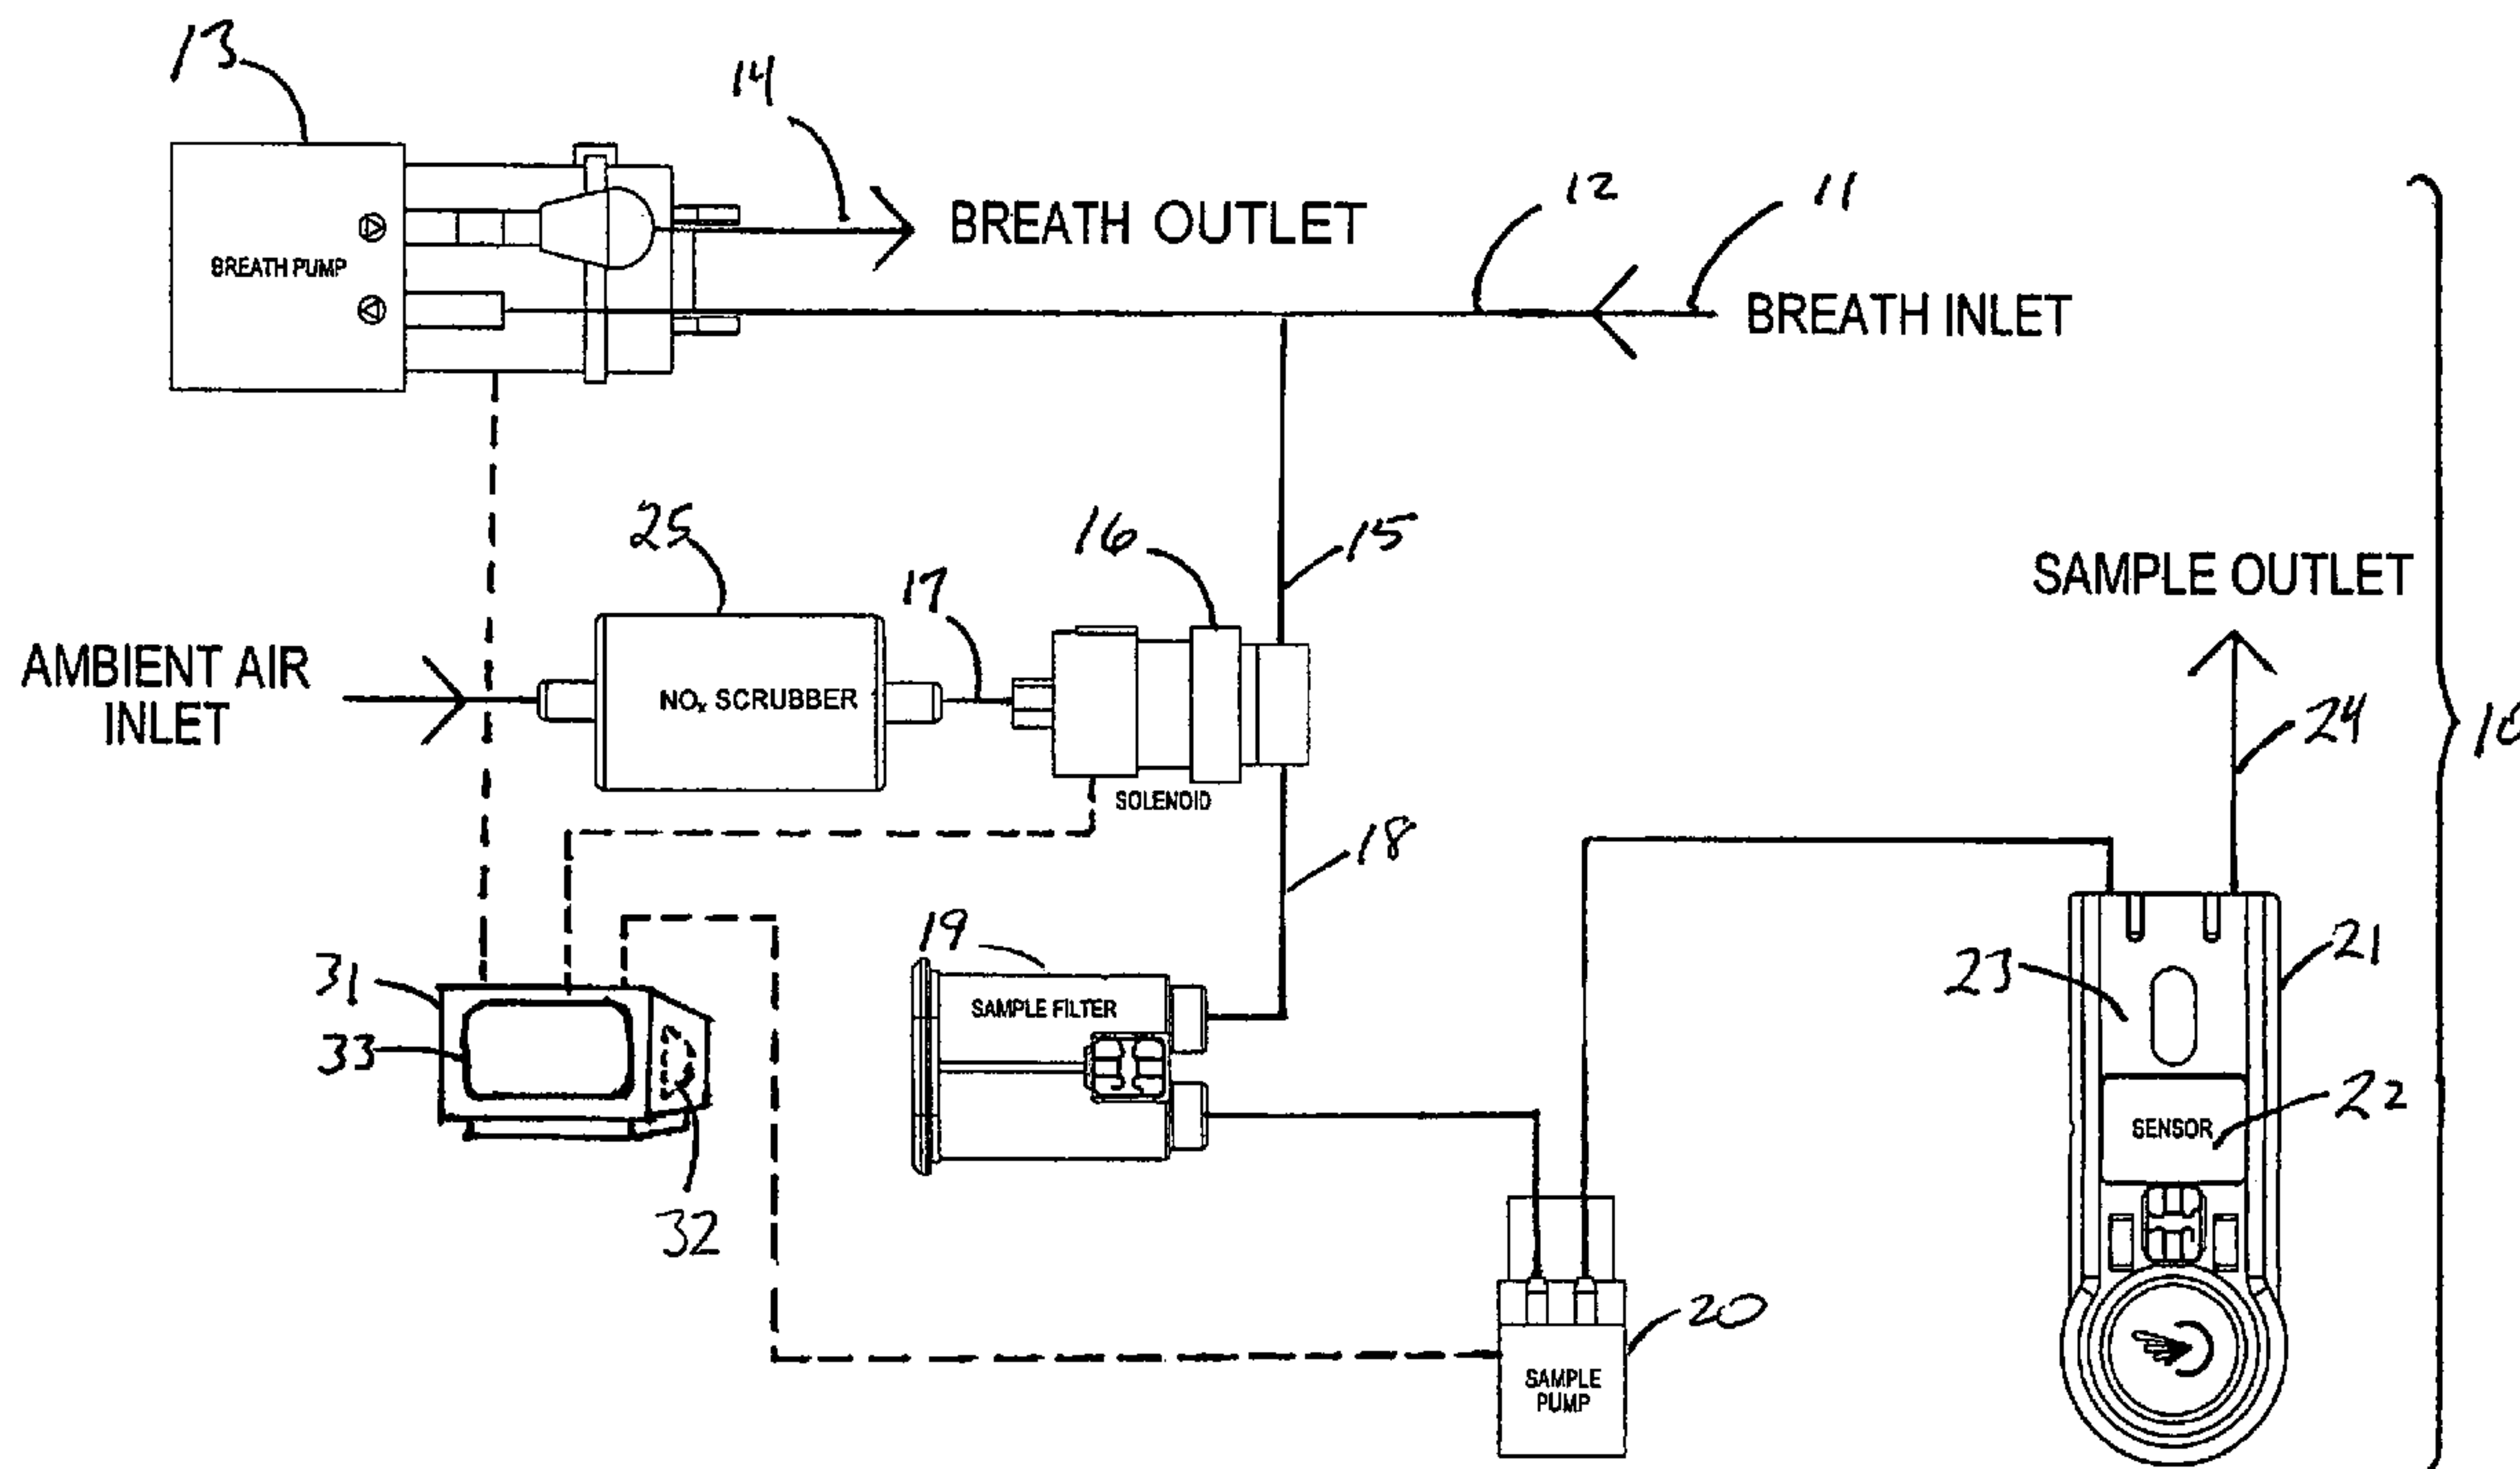 13
14
12
11
BREATH OUTLET
BREATH PUMP
BREATH INLET
25
17
16
15
SAMPLE OUTLET
AMBIENT AIR
INLET
NOx SCRUBBER
SOLENOID
24
10
18
19
31
33
32
SAMPLE FILTER
23
21
22
SENSOR
20
SAMPLE
PUMP